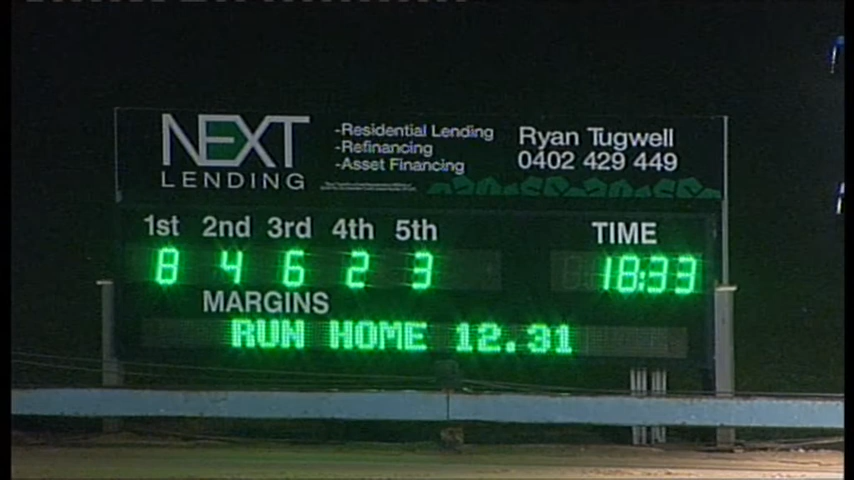 NEXT
LENDING
-Residential Lending
-Refinancing
-Asset Financing
Ryan Tugwell
0402 429 449
1st 2nd 3rd 4th 5th
8 4 6 2 3
TIME
18:33
MARGINS
RUN HOME 12.31